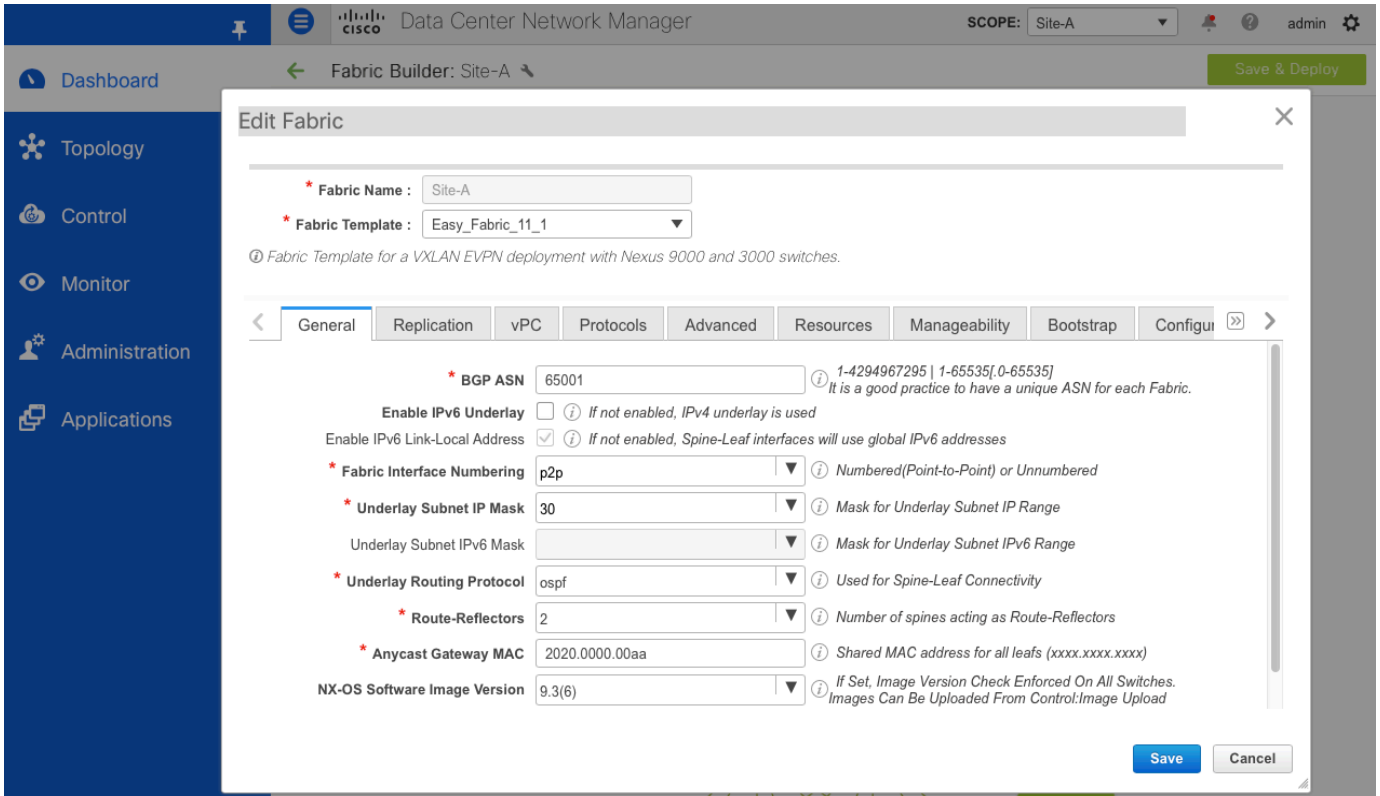 cisco Data Center Network Manager SCOPE: Site-A admin
Dashboard
Fabric Builder: Site-A
Save & Deploy
Topology
Control
Monitor
Administration
Applications
Edit Fabric
* Fabric Name : Site-A
* Fabric Template : Easy_Fabric_11_1
Fabric Template for a VXLAN EVPN deployment with Nexus 9000 and 3000 switches.
General Replication vPC Protocols Advanced Resources Manageability Bootstrap Configur
* BGP ASN 65001 1-4294967295 | 1-65535[.0-65535]
It is a good practice to have a unique ASN for each Fabric.
Enable IPv6 Underlay If not enabled, IPv4 underlay is used
Enable IPv6 Link-Local Address If not enabled, Spine-Leaf interfaces will use global IPv6 addresses
* Fabric Interface Numbering p2p Numbered(Point-to-Point) or Unnumbered
* Underlay Subnet IP Mask 30 Mask for Underlay Subnet IP Range
Underlay Subnet IPv6 Mask Mask for Underlay Subnet IPv6 Range
* Underlay Routing Protocol ospf Used for Spine-Leaf Connectivity
* Route-Reflectors 2 Number of spines acting as Route-Reflectors
* Anycast Gateway MAC 2020.0000.00aa Shared MAC address for all leafs (xxxx.xxxx.xxxx)
NX-OS Software Image Version 9.3(6) If Set, Image Version Check Enforced On All Switches.
Images Can Be Uploaded From Control:Image Upload
Save Cancel